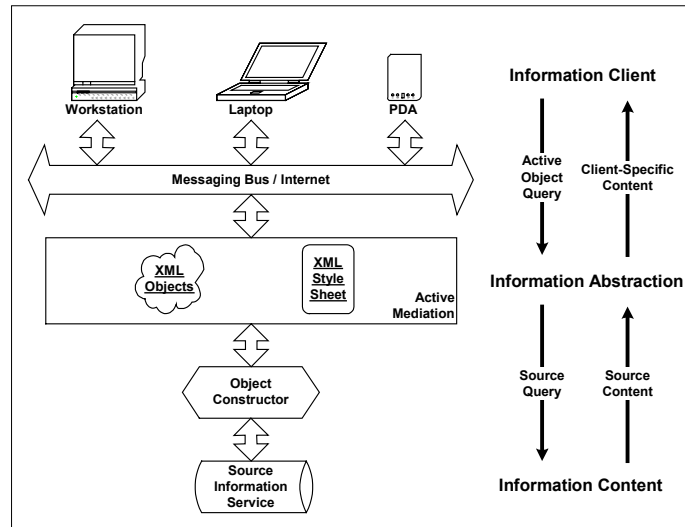 Workstation
Laptop
PDA
Messaging Bus / Internet
XML
Objects
XML
Style
Sheet
Active
Mediation
Object
Constructor
Source
Information
Service
Information Client
Active
Object
Query
Client-Specific
Content
Information Abstraction
Source
Query
Source
Content
Information Content